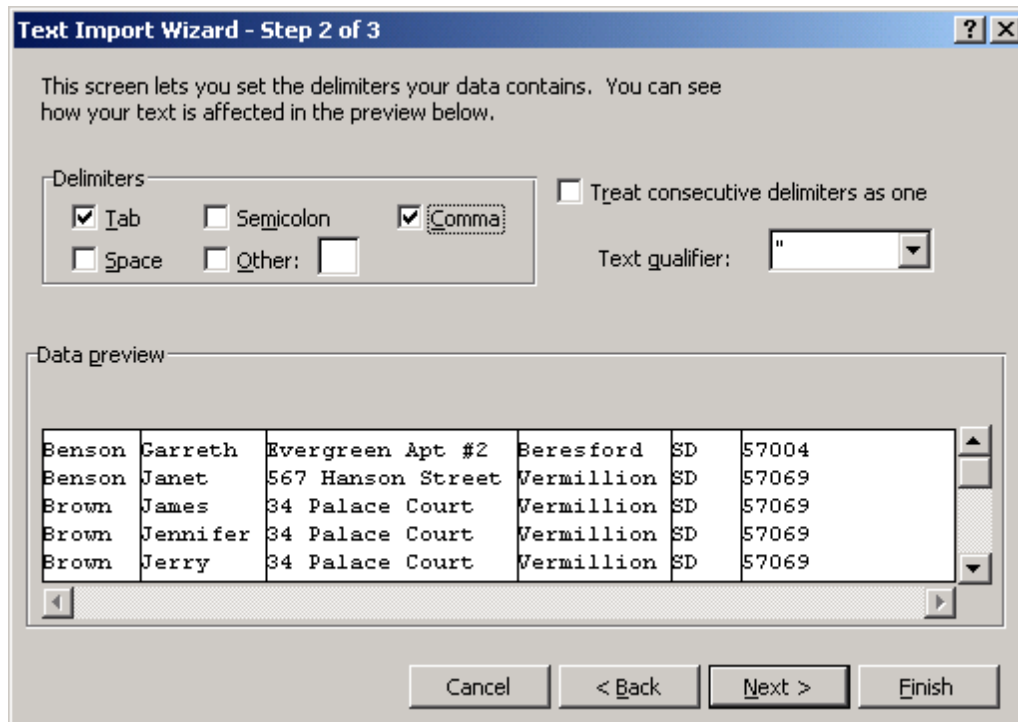 Text Import Wizard - Step 2 of 3
This screen lets you set the delimiters your data contains. You can see
how your text is affected in the preview below.
Delimiters
Tab Semicolon Comma
Space Other:
Treat consecutive delimiters as one
Text qualifier: "
Data preview
Benson Garreth Evergreen Apt #2 Beresford SD 57004
Benson Janet 567 Hanson Street Vermillion SD 57069
Brown James 34 Palace Court Vermillion SD 57069
Brown Jennifer 34 Palace Court Vermillion SD 57069
Brown Jerry 34 Palace Court Vermillion SD 57069
Cancel < Back Next > Finish